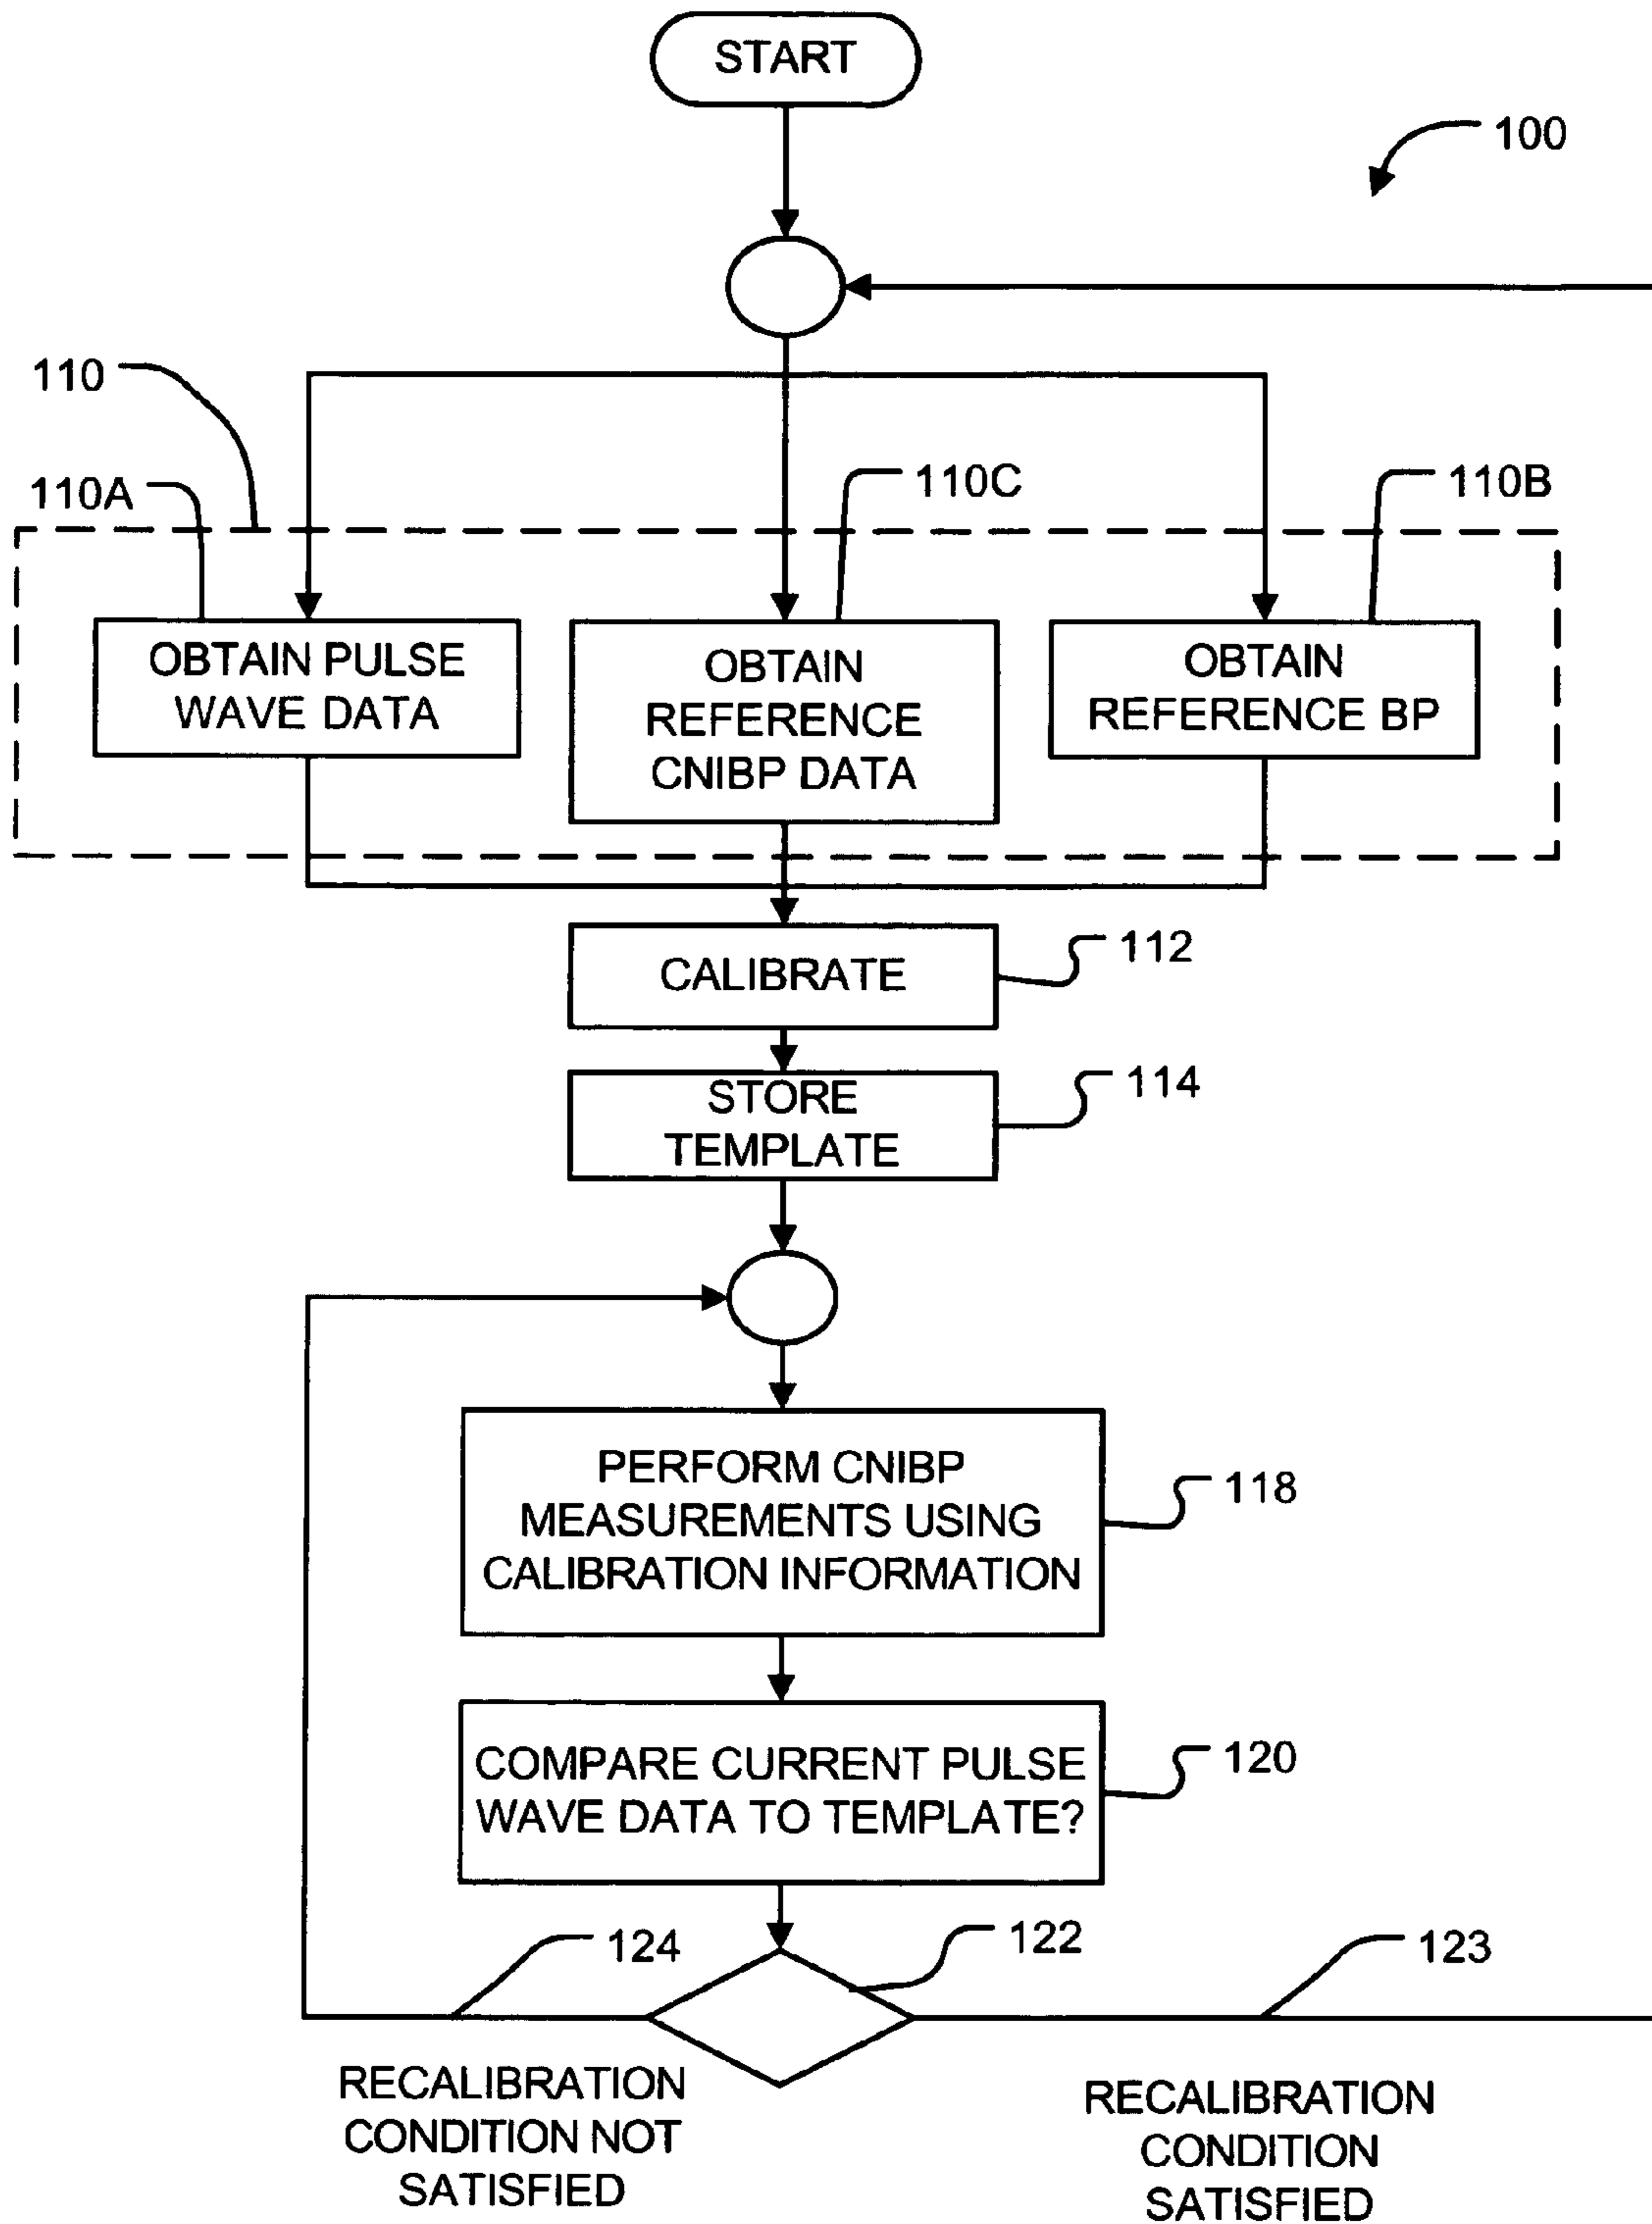 START
100
110
110A
110C
110B
OBTAIN PULSE
WAVE DATA
OBTAIN
REFERENCE
CNIBP DATA
OBTAIN
REFERENCE BP
CALIBRATE
112
STORE
TEMPLATE
114
PERFORM CNIBP
MEASUREMENTS USING
CALIBRATION INFORMATION
118
COMPARE CURRENT PULSE
WAVE DATA TO TEMPLATE?
120
124
122
123
RECALIBRATION
CONDITION NOT
SATISFIED
RECALIBRATION
CONDITION
SATISFIED